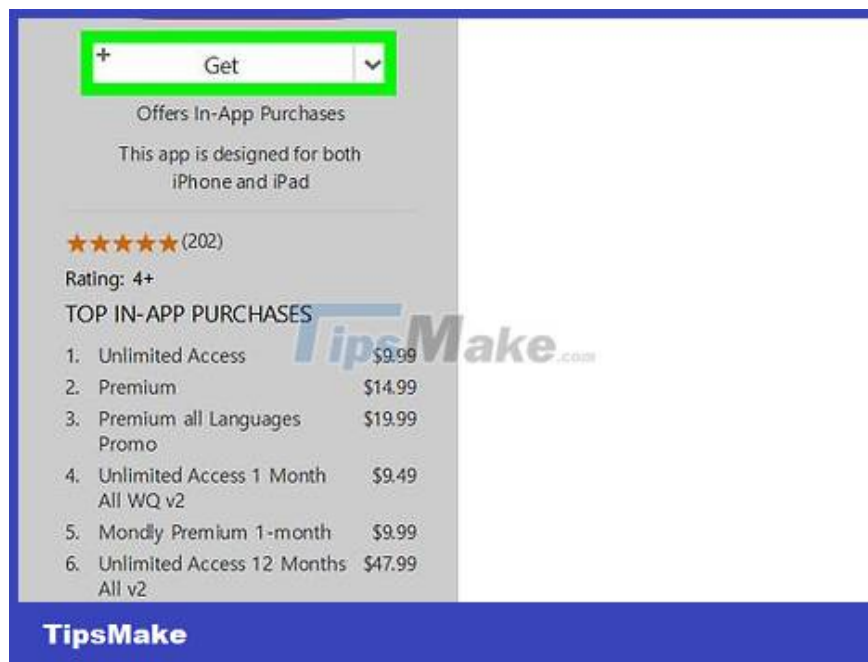 + Get
Offers In-App Purchases
This app is designed for both
iPhone and iPad
★★★★★ (202)
Rating: 4+
TOP IN-APP PURCHASES
1. Unlimited Access $9.99
2. Premium $14.99
3. Premium all Languages $19.99
Promo
4. Unlimited Access 1 Month $9.49
All WQ v2
5. Mondly Premium 1-month $9.99
6. Unlimited Access 12 Months $47.99
All v2
TipsMake.com
TipsMake